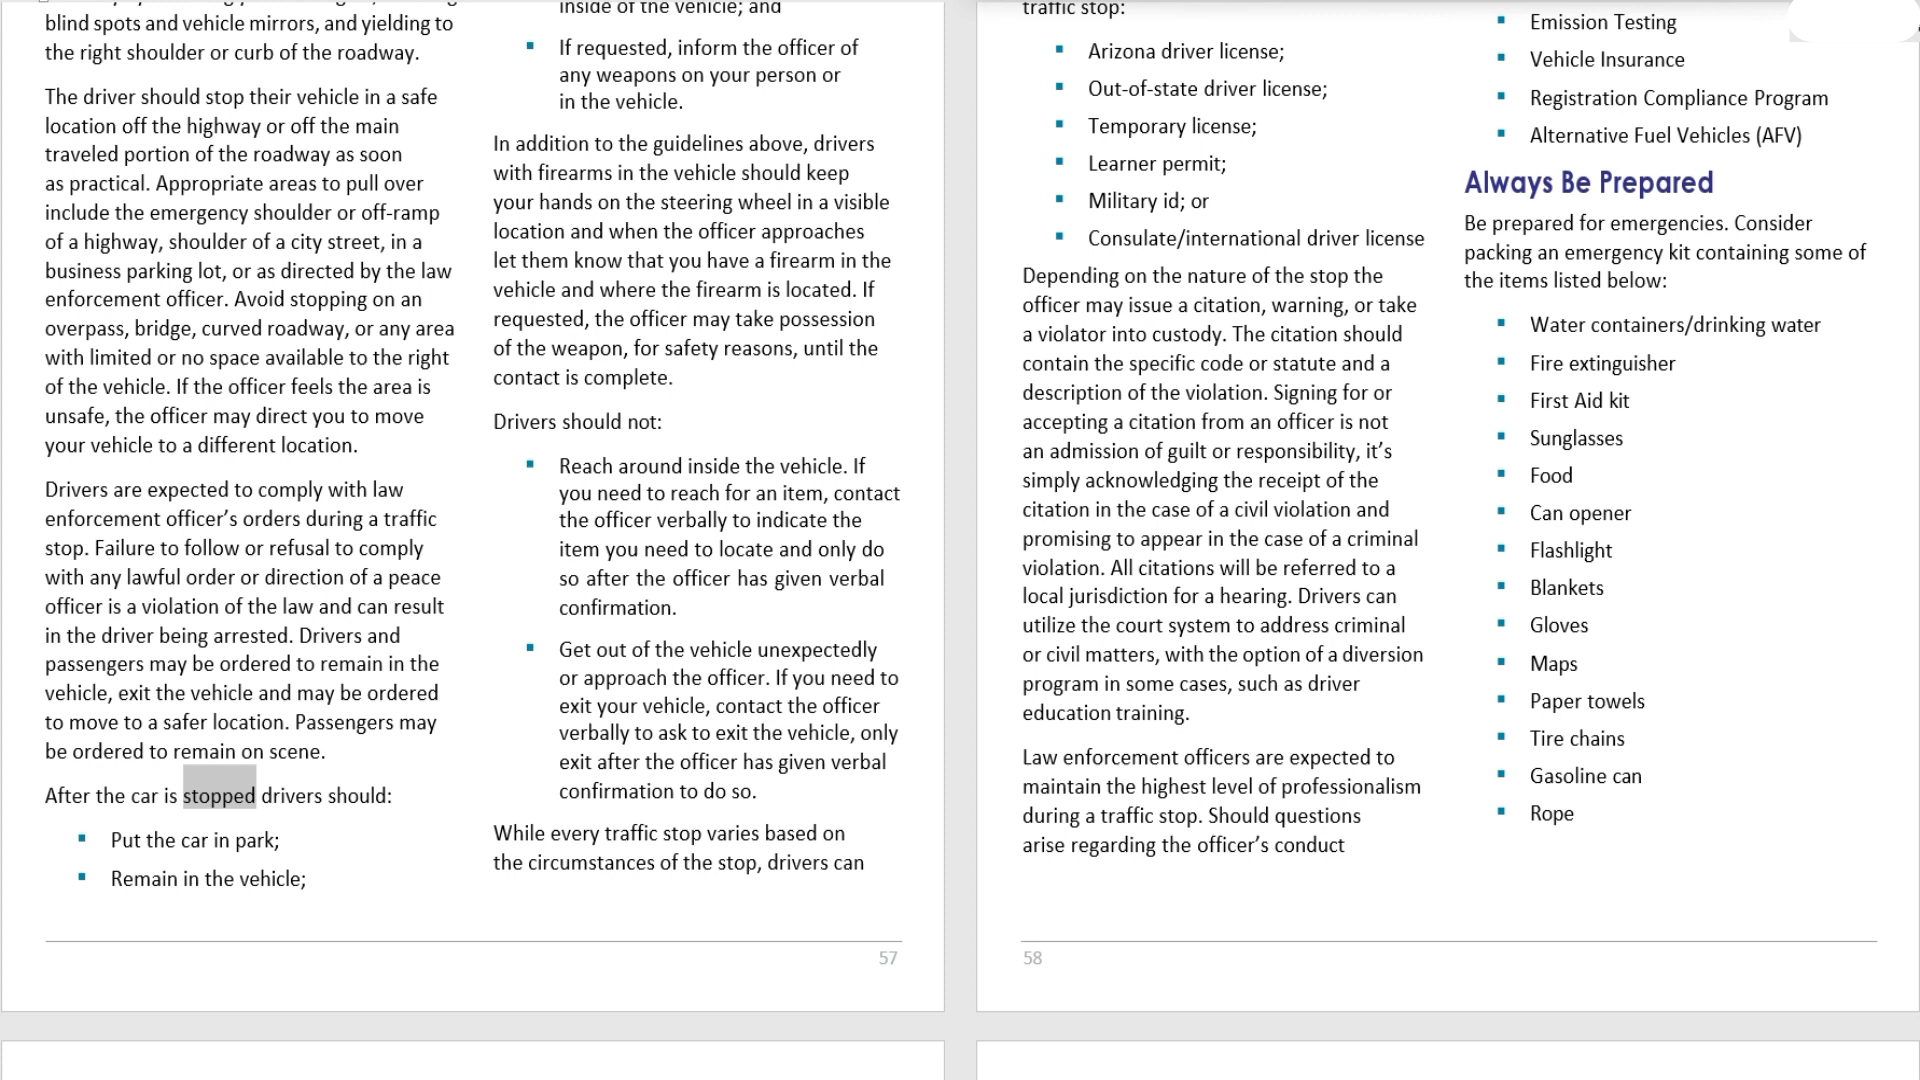 blind spots and vehicle mirrors, and yielding to
the right shoulder or curb of the roadway.
The driver should stop their vehicle in a safe
location off the highway or off the main
traveled portion of the roadway as soon
as practical. Appropriate areas to pull over
include the emergency shoulder or off-ramp
of a highway, shoulder of a city street, in a
business parking lot, or as directed by the law
enforcement officer. Avoid stopping on an
overpass, bridge, curved roadway, or any area
with limited or no space available to the right
of the vehicle. If the officer feels the area is
unsafe, the officer may direct you to move
your vehicle to a different location.
Drivers are expected to comply with law
enforcement officer's orders during a traffic
stop. Failure to follow or refusal to comply
with any lawful order or direction of a peace
officer is a violation of the law and can result
in the driver being arrested. Drivers and
passengers may be ordered to remain in the
vehicle, exit the vehicle and may be ordered
to move to a safer location. Passengers may
be ordered to remain on scene.
After the car is stopped drivers should:
▪ Put the car in park;
▪ Remain in the vehicle;
inside of the vehicle; and
▪ If requested, inform the officer of
any weapons on your person or
in the vehicle.
In addition to the guidelines above, drivers
with firearms in the vehicle should keep
your hands on the steering wheel in a visible
location and when the officer approaches
let them know that you have a firearm in the
vehicle and where the firearm is located. If
requested, the officer may take possession
of the weapon, for safety reasons, until the
contact is complete.
Drivers should not:
▪ Reach around inside the vehicle. If
you need to reach for an item, contact
the officer verbally to indicate the
item you need to locate and only do
so after the officer has given verbal
confirmation.
▪ Get out of the vehicle unexpectedly
or approach the officer. If you need to
exit your vehicle, contact the officer
verbally to ask to exit the vehicle, only
exit after the officer has given verbal
confirmation to do so.
While every traffic stop varies based on
the circumstances of the stop, drivers can
57
traffic stop:
▪ Arizona driver license;
▪ Out-of-state driver license;
▪ Temporary license;
▪ Learner permit;
▪ Military id; or
▪ Consulate/international driver license
Depending on the nature of the stop the
officer may issue a citation, warning, or take
a violator into custody. The citation should
contain the specific code or statute and a
description of the violation. Signing for or
accepting a citation from an officer is not
an admission of guilt or responsibility, it's
simply acknowledging the receipt of the
citation in the case of a civil violation and
promising to appear in the case of a criminal
violation. All citations will be referred to a
local jurisdiction for a hearing. Drivers can
utilize the court system to address criminal
or civil matters, with the option of a diversion
program in some cases, such as driver
education training.
Law enforcement officers are expected to
maintain the highest level of professionalism
during a traffic stop. Should questions
arise regarding the officer's conduct
▪ Emission Testing
▪ Vehicle Insurance
▪ Registration Compliance Program
▪ Alternative Fuel Vehicles (AFV)
Always Be Prepared
Be prepared for emergencies. Consider
packing an emergency kit containing some of
the items listed below:
▪ Water containers/drinking water
▪ Fire extinguisher
▪ First Aid kit
▪ Sunglasses
▪ Food
▪ Can opener
▪ Flashlight
▪ Blankets
▪ Gloves
▪ Maps
▪ Paper towels
▪ Tire chains
▪ Gasoline can
▪ Rope
58